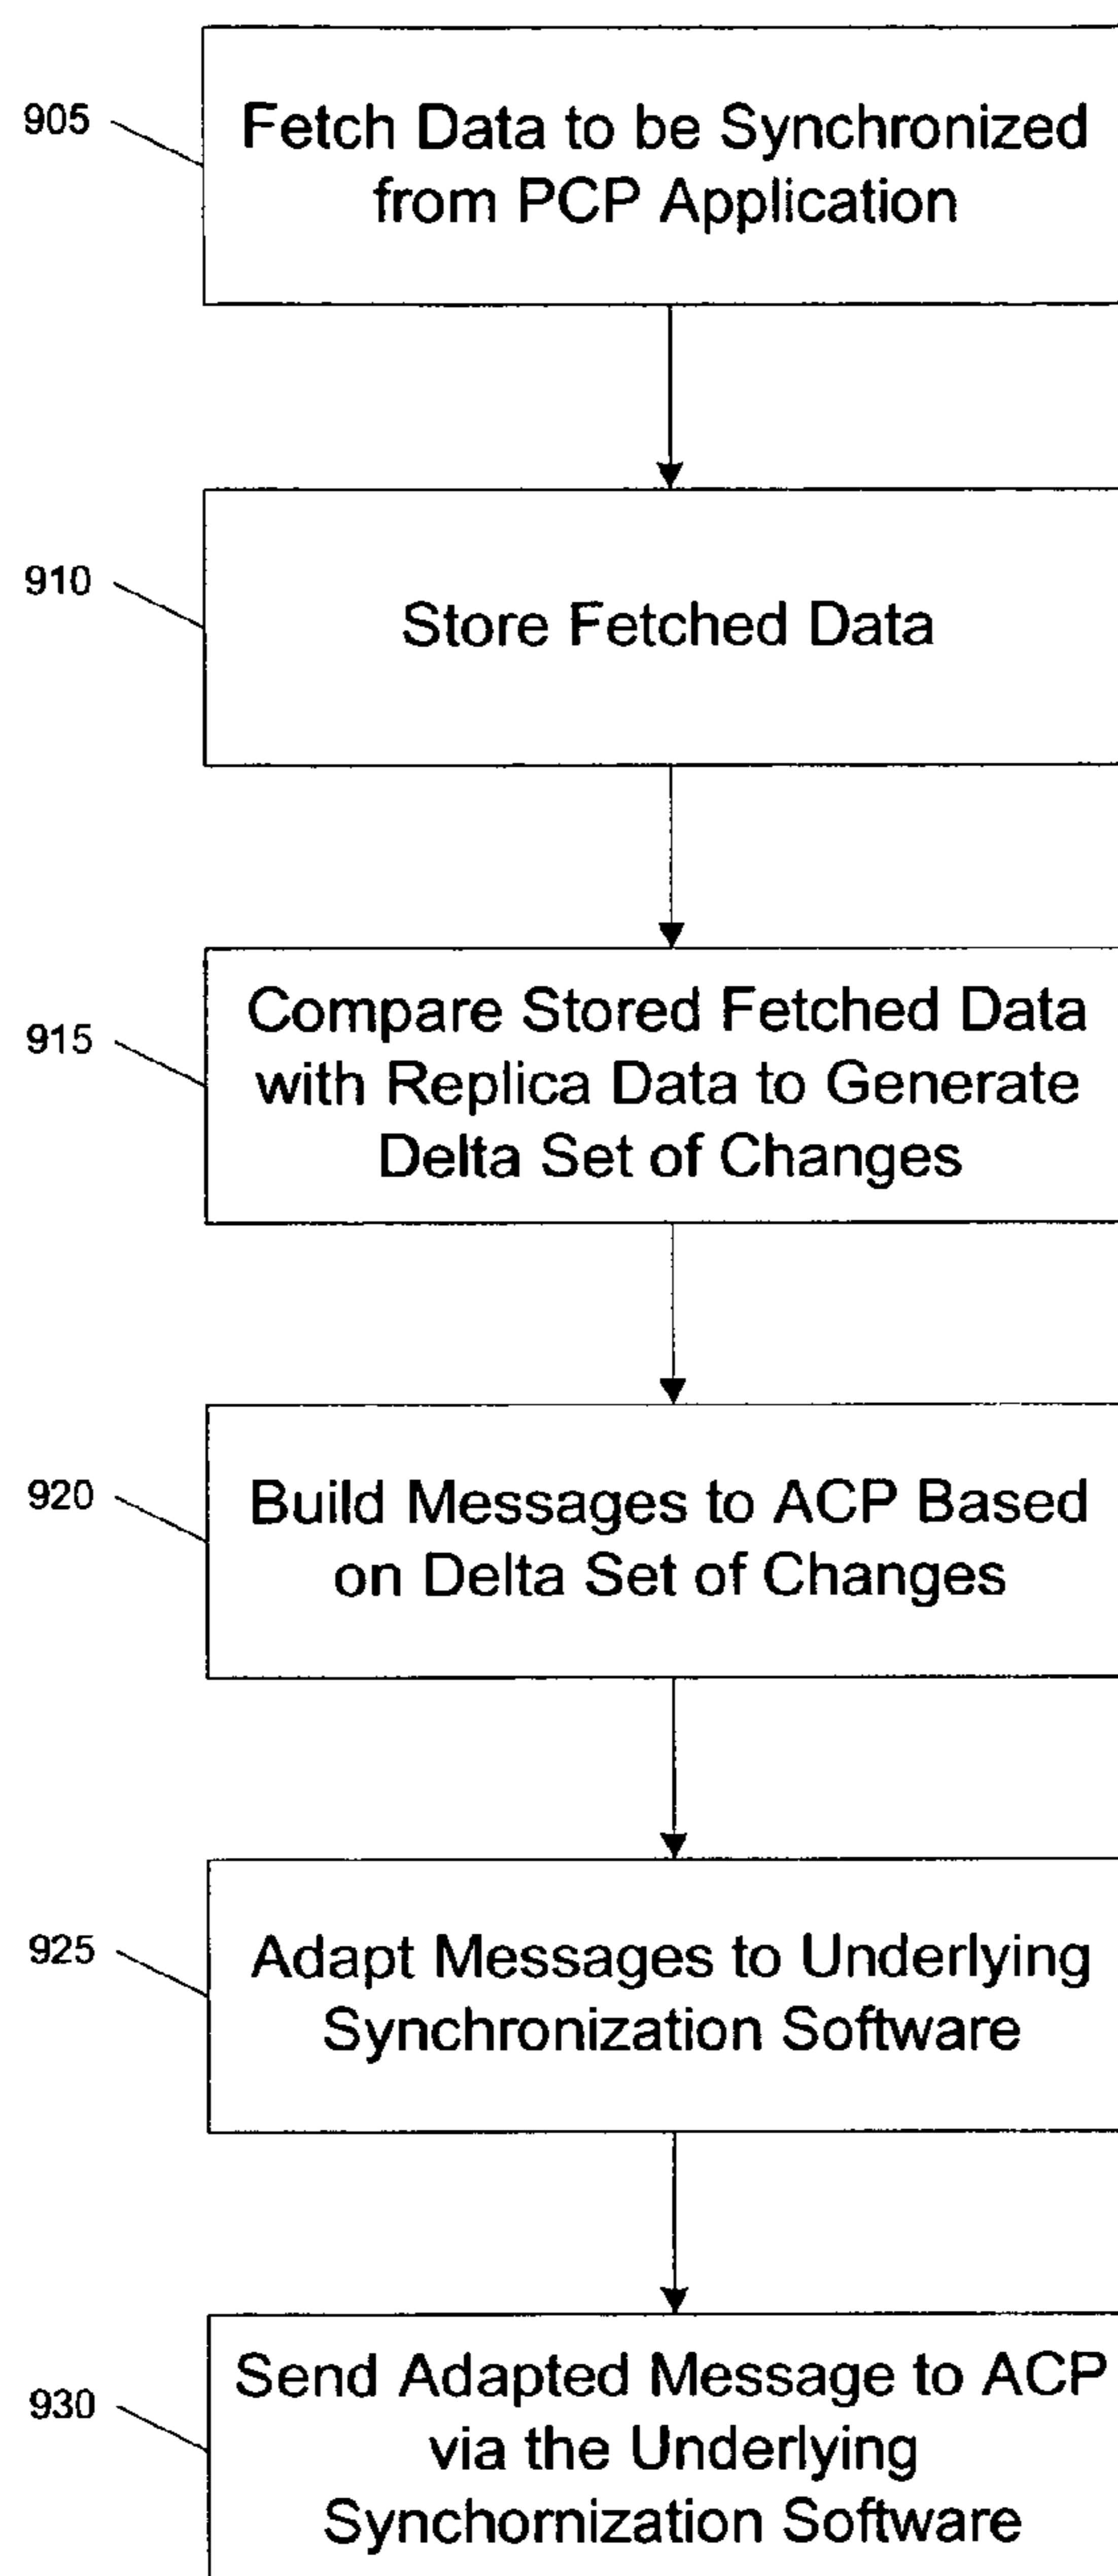 905
Fetch Data to be Synchronized
from PCP Application
910
Store Fetched Data
915
Compare Stored Fetched Data
with Replica Data to Generate
Delta Set of Changes
920
Build Messages to ACP Based
on Delta Set of Changes
925
Adapt Messages to Underlying
Synchronization Software
930
Send Adapted Message to ACP
via the Underlying
Synchornization Software